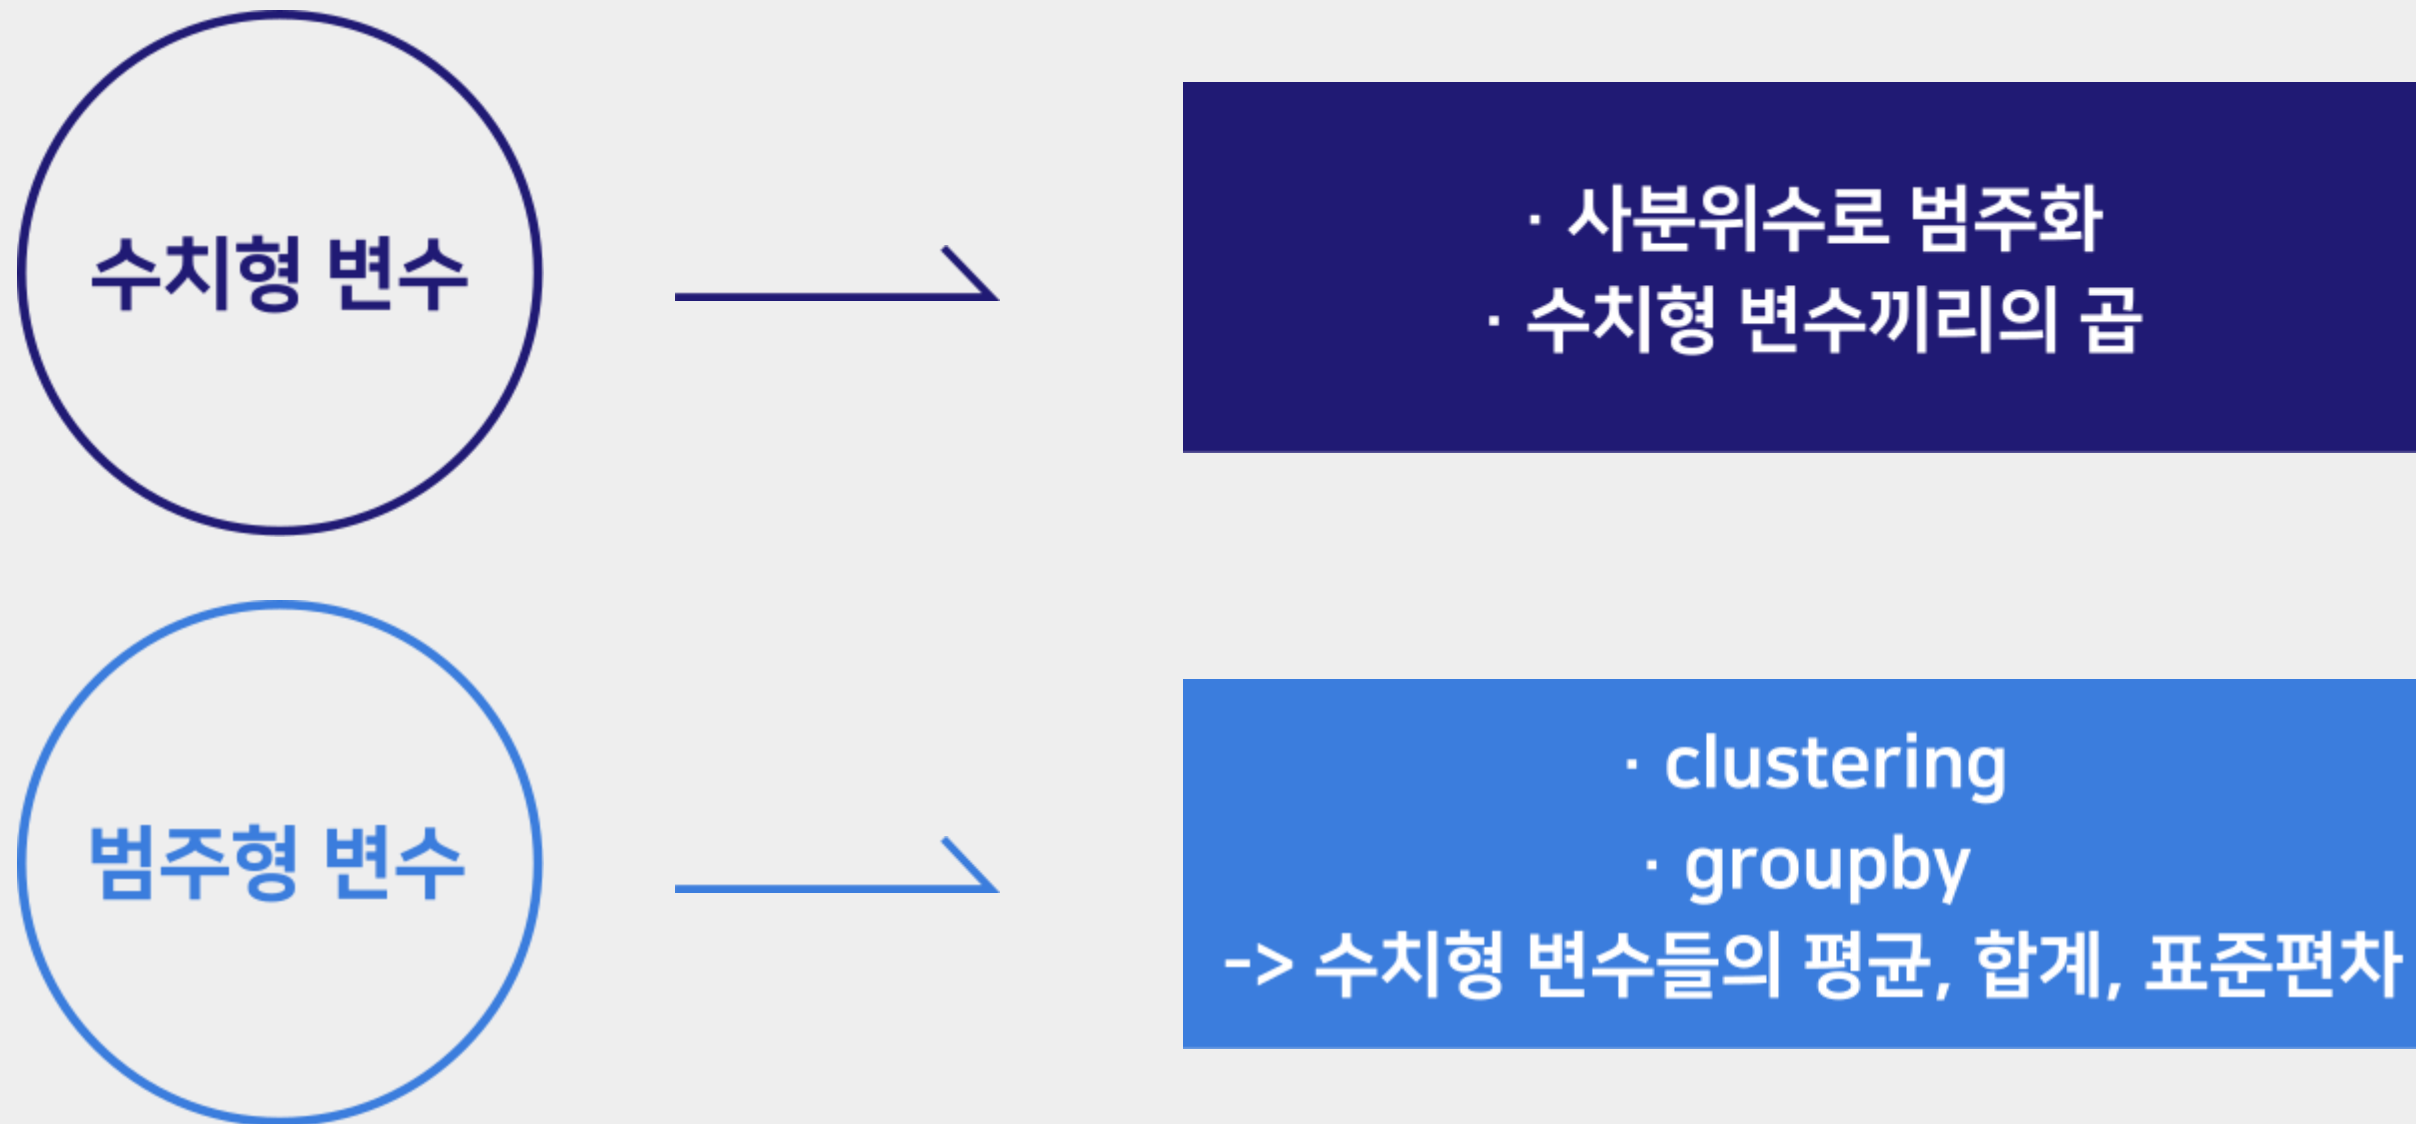 수치형 변수
· 사분위수로 범주화
· 수치형 변수끼리의 곱
범주형 변수
· clustering
· groupby
-> 수치형 변수들의 평균, 합계, 표준편차